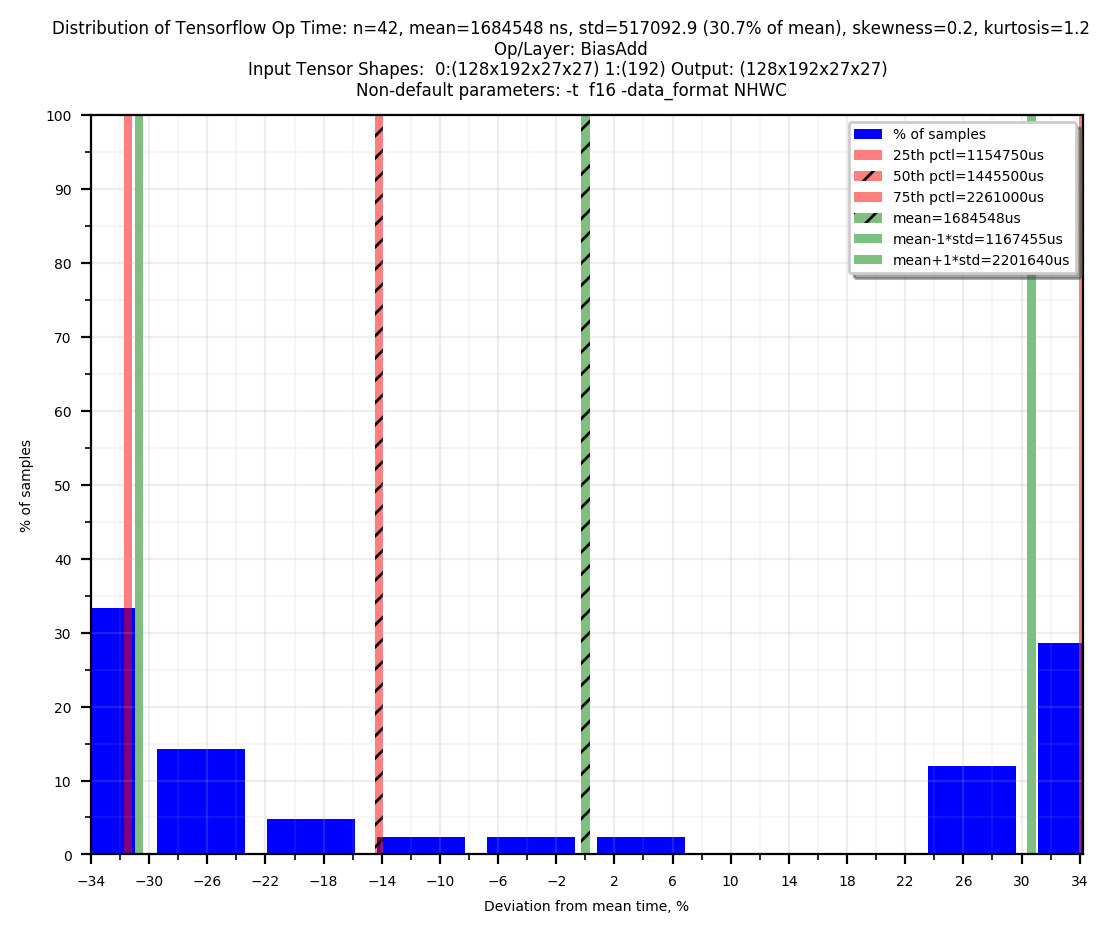 Distribution of Tensorflow Op Time: n=42, mean=1684548 ns, std=517092.9 (30.7% of mean), skewness=0.2, kurtosis=1.2
Op/Layer: BiasAdd
Input Tensor Shapes:  0:(128x192x27x27) 1:(192) Output: (128x192x27x27)
Non-default parameters: -t  f16 -data_format NHWC
% of samples
25th pctl=1154750us
50th pctl=1445500us
75th pctl=2261000us
mean=1684548us
mean-1*std=1167455us
mean+1*std=2201640us
100
90
80
70
60
50
40
30
20
10
0
% of samples
−34 −30 −26 −22 −18 −14 −10 −6 −2 2 6 10 14 18 22 26 30 34
Deviation from mean time, %